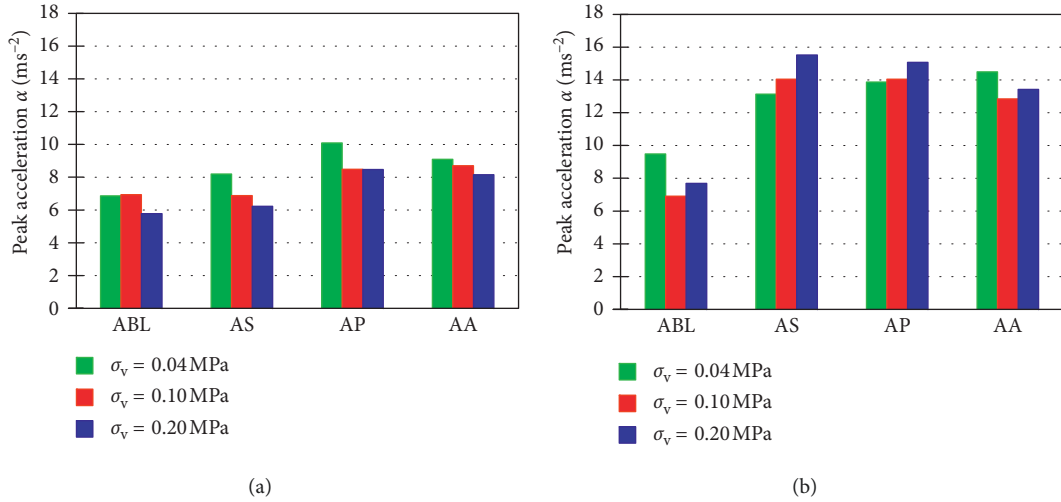 Peak acceleration α (ms⁻²)
18
16
14
12
10
8
6
4
2
0
ABL AS AP AA
σᵥ = 0.04 MPa
σᵥ = 0.10 MPa
σᵥ = 0.20 MPa
(a)
Peak acceleration α (ms⁻²)
18
16
14
12
10
8
6
4
2
0
ABL AS AP AA
σᵥ = 0.04 MPa
σᵥ = 0.10 MPa
σᵥ = 0.20 MPa
(b)